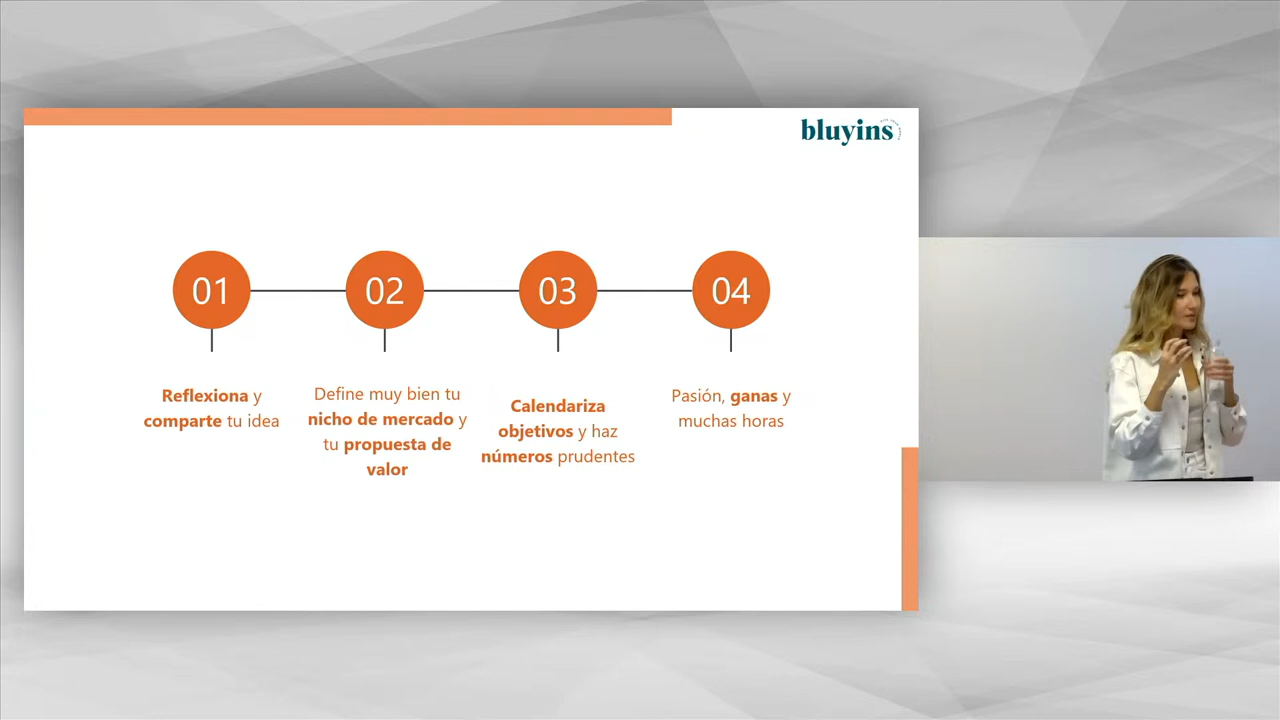 bluyins
01
02
03
04
Reflexiona y
comparte tu idea
Define muy bien tu
nicho de mercado y
tu propuesta de
valor
Calendariza
objetivos y haz
números prudentes
Pasión, ganas y
muchas horas